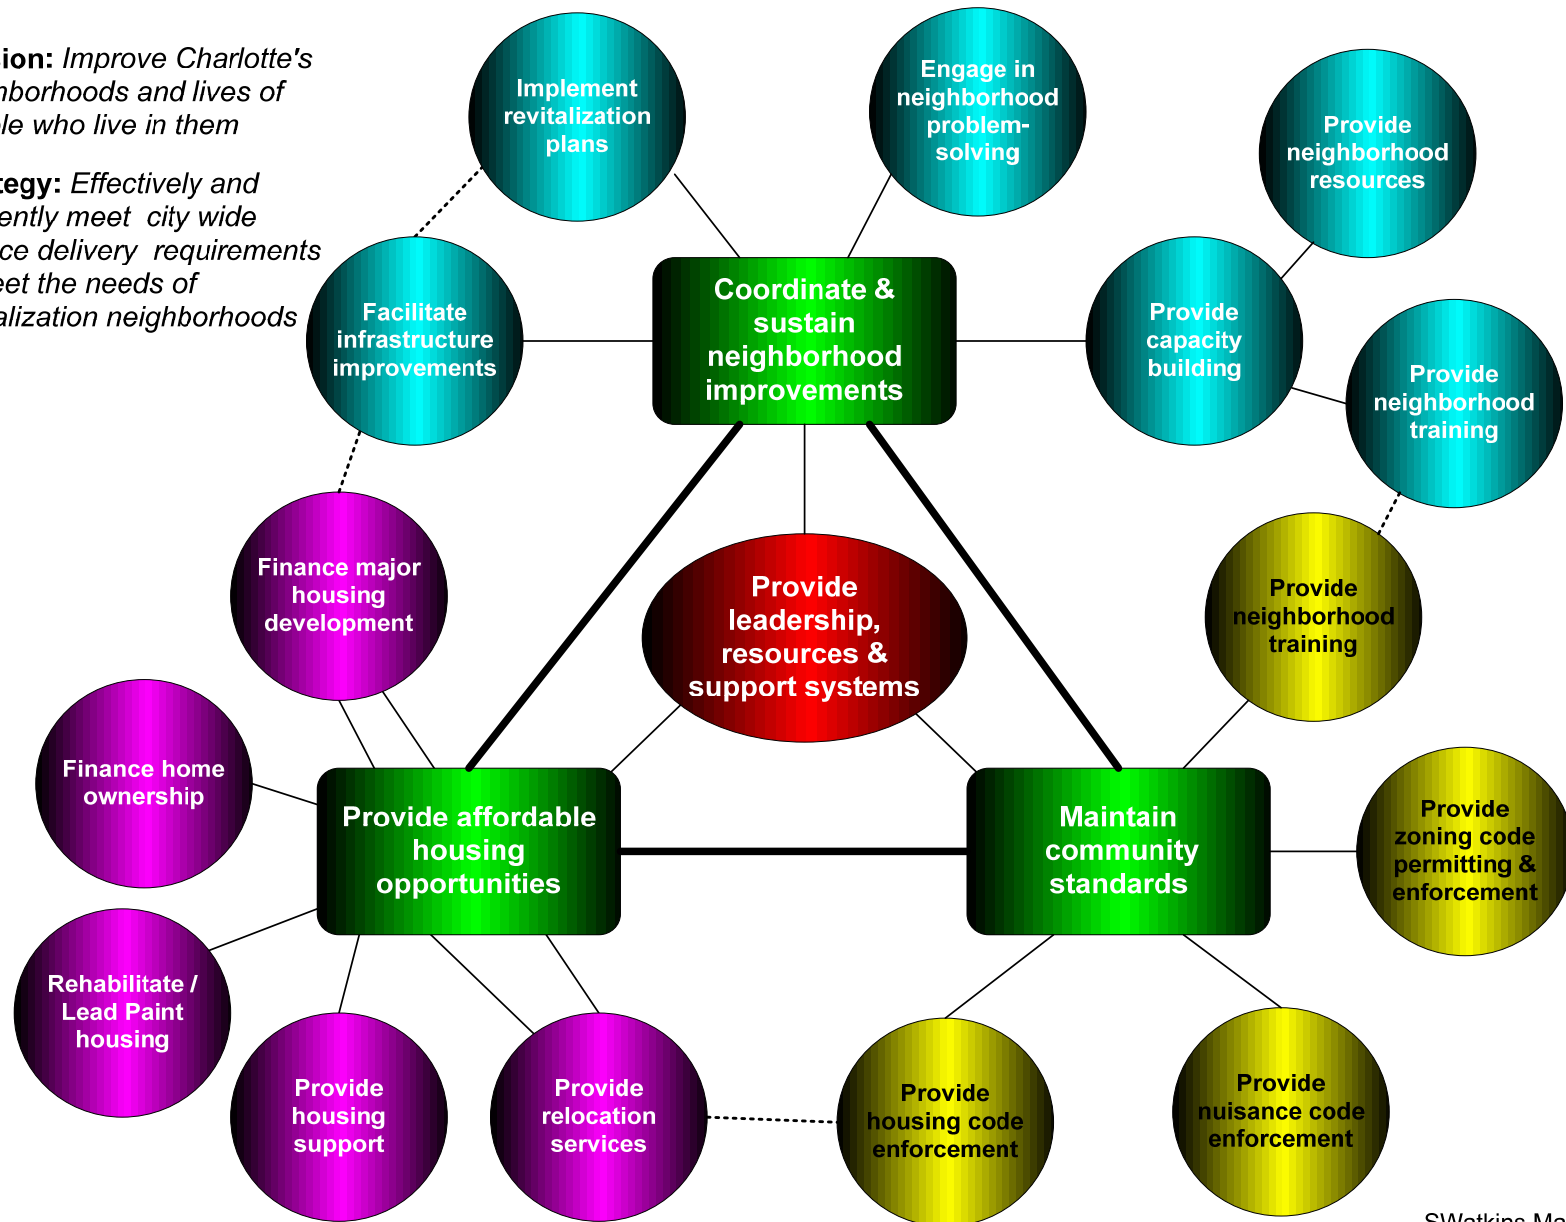 sion: Improve Charlotte's
hborhoods and lives of
le who live in them
tegy: Effectively and
ently meet city wide
ce delivery requirements
eet the needs of
alization neighborhoods
Implement
revitalization
plans
Engage in
neighborhood
problem-
solving
Provide
neighborhood
resources
Facilitate
infrastructure
improvements
Coordinate &
sustain
neighborhood
improvements
Provide
capacity
building
Provide
neighborhood
training
Finance major
housing
development
Provide
leadership,
resources &
support systems
Provide
neighborhood
training
Finance home
ownership
Provide affordable
housing
opportunities
Maintain
community
standards
Provide
zoning code
permitting &
enforcement
Rehabilitate /
Lead Paint
housing
Provide
housing
support
Provide
relocation
services
Provide
housing code
enforcement
Provide
nuisance code
enforcement
SWatkins Ma